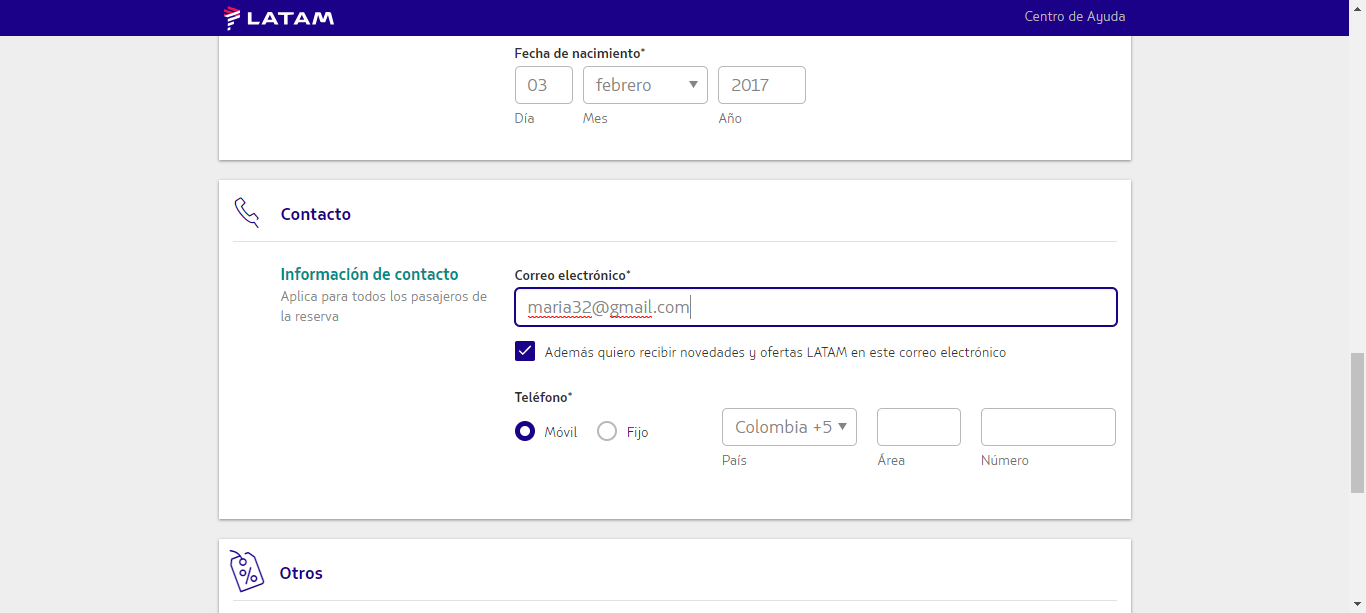 LATAM
Centro de Ayuda
Fecha de nacimiento*
03 febrero 2017
Día Mes Año
Contacto
Información de contacto
Aplica para todos los pasajeros de
la reserva
Correo electrónico*
maria32@gmail.com
Además quiero recibir novedades y ofertas LATAM en este correo electrónico
Teléfono*
Móvil Fijo
Colombia +5
País Área Número
Otros